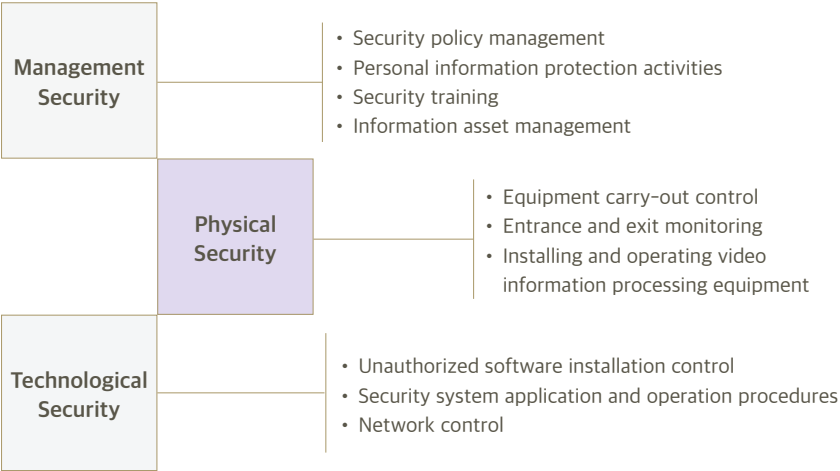 Management
Security
• Security policy management
• Personal information protection activities
• Security training
• Information asset management
Physical
Security
• Equipment carry-out control
• Entrance and exit monitoring
• Installing and operating video
information processing equipment
Technological
Security
• Unauthorized software installation control
• Security system application and operation procedures
• Network control